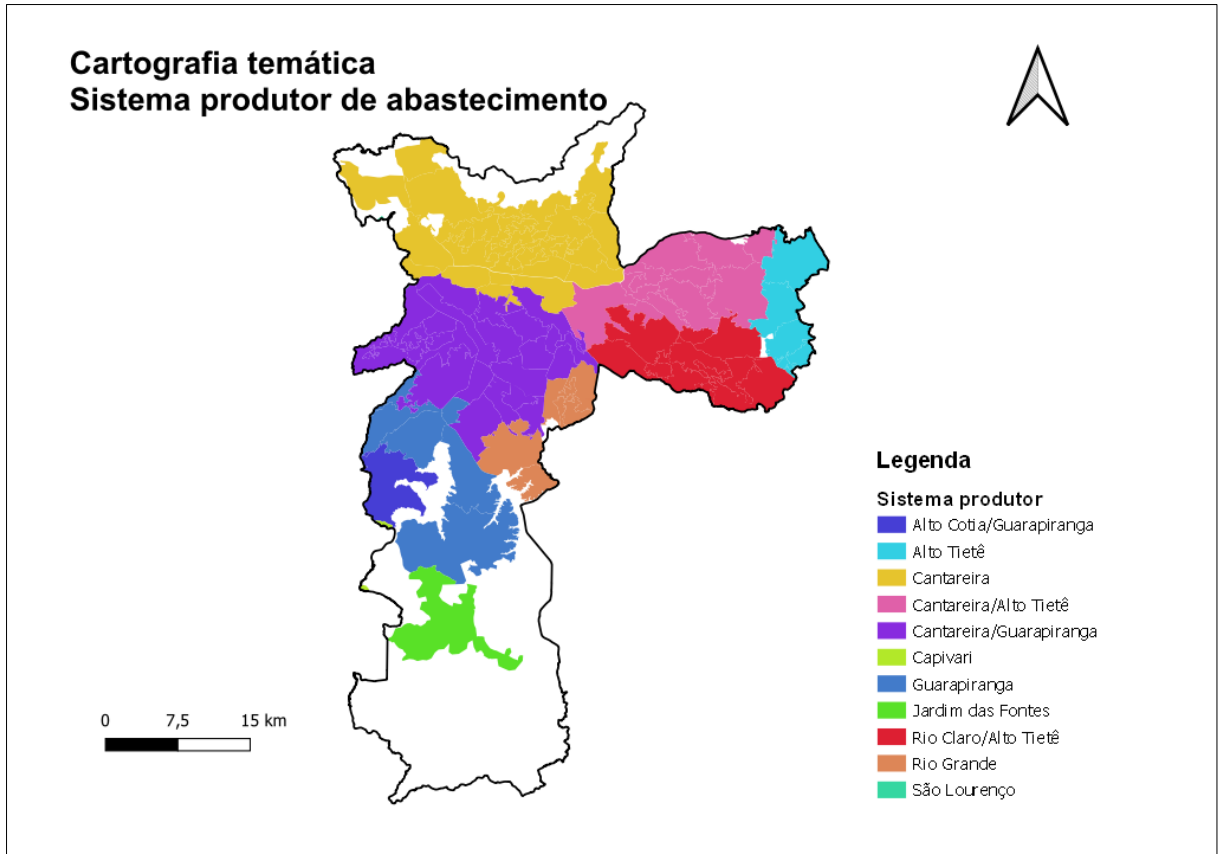 Cartografia temática
Sistema produtor de abastecimento
Legenda
Sistema produtor
Alto Cotia/Guarapiranga
Alto Tietê
Cantareira
Cantareira/Alto Tietê
Cantareira/Guarapiranga
Capivari
Guarapiranga
Jardim das Fontes
Rio Claro/Alto Tietê
Rio Grande
São Lourenço
0 7,5 15 km